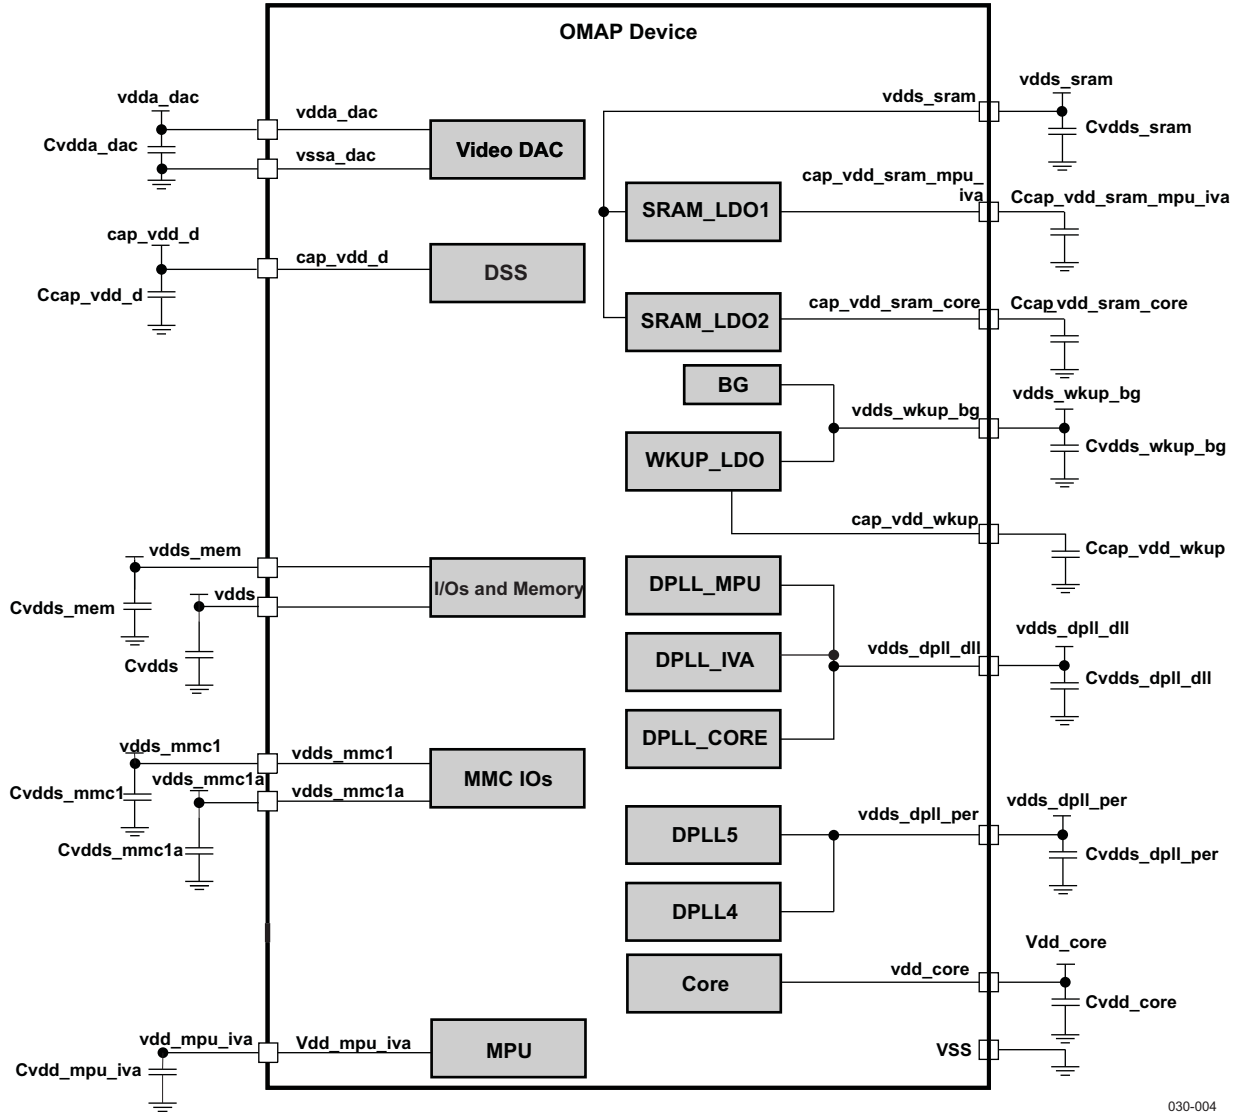 OMAP Device
vdda_dac
vdda_dac
Cvdda_dac
vssa_dac
Video DAC
cap_vdd_d
cap_vdd_d
Ccap_vdd_d
DSS
vdds_mem
Cvdds_mem
vdds
Cvdds
I/Os and Memory
vdds_mmc1
vdds_mmc1
Cvdds_mmc1
vdds_mmc1a
vdds_mmc1a
Cvdds_mmc1a
MMC IOs
vdd_mpu_iva
Vdd_mpu_iva
Cvdd_mpu_iva
MPU
vdds_sram
vdds_sram
Cvdds_sram
SRAM_LDO1
cap_vdd_sram_mpu_
iva
Ccap_vdd_sram_mpu_iva
SRAM_LDO2
cap_vdd_sram_core
Ccap_vdd_sram_core
BG
WKUP_LDO
vdds_wkup_bg
vdds_wkup_bg
Cvdds_wkup_bg
cap_vdd_wkup
Ccap_vdd_wkup
DPLL_MPU
DPLL_IVA
DPLL_CORE
vdds_dpll_dll
vdds_dpll_dll
Cvdds_dpll_dll
DPLL5
DPLL4
vdds_dpll_per
vdds_dpll_per
Cvdds_dpll_per
Core
vdd_core
Vdd_core
Cvdd_core
VSS
030-004